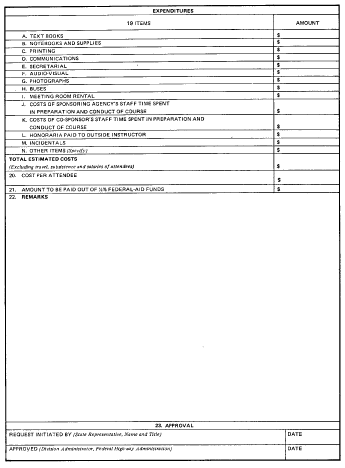 EXPENDITURES
19 ITEMS AMOUNT
A. TEXT BOOKS $
B. NOTEBOOKS AND SUPPLIES $
C. PRINTING $
D. COMMUNICATIONS $
E. SECRETARIAL $
F. AUDIO-VISUAL $
G. PHOTOGRAPHS $
H. BUSES $
I. MEETING ROOM RENTAL $
J. COSTS OF SPONSORING AGENCY'S STAFF TIME SPENT
IN PREPARATION AND CONDUCT OF COURSE $
K. COSTS OF CO-SPONSOR'S STAFF TIME SPENT IN PREPARATION AND
CONDUCT OF COURSE $
L. HONORARIA PAID TO OUTSIDE INSTRUCTOR $
M. INCIDENTALS $
N. OTHER ITEMS (Specify) $
TOTAL ESTIMATED COSTS
(Excluding travel, subsistence and salaries of attendees) $
20. COST PER ATTENDEE
$
21. AMOUNT TO BE PAID OUT OF ½% FEDERAL-AID FUNDS $
22. REMARKS
23. APPROVAL
REQUEST INITIATED BY (State Representative, Name and Title) DATE
APPROVED (Division Administrator, Federal Highway Administration) DATE